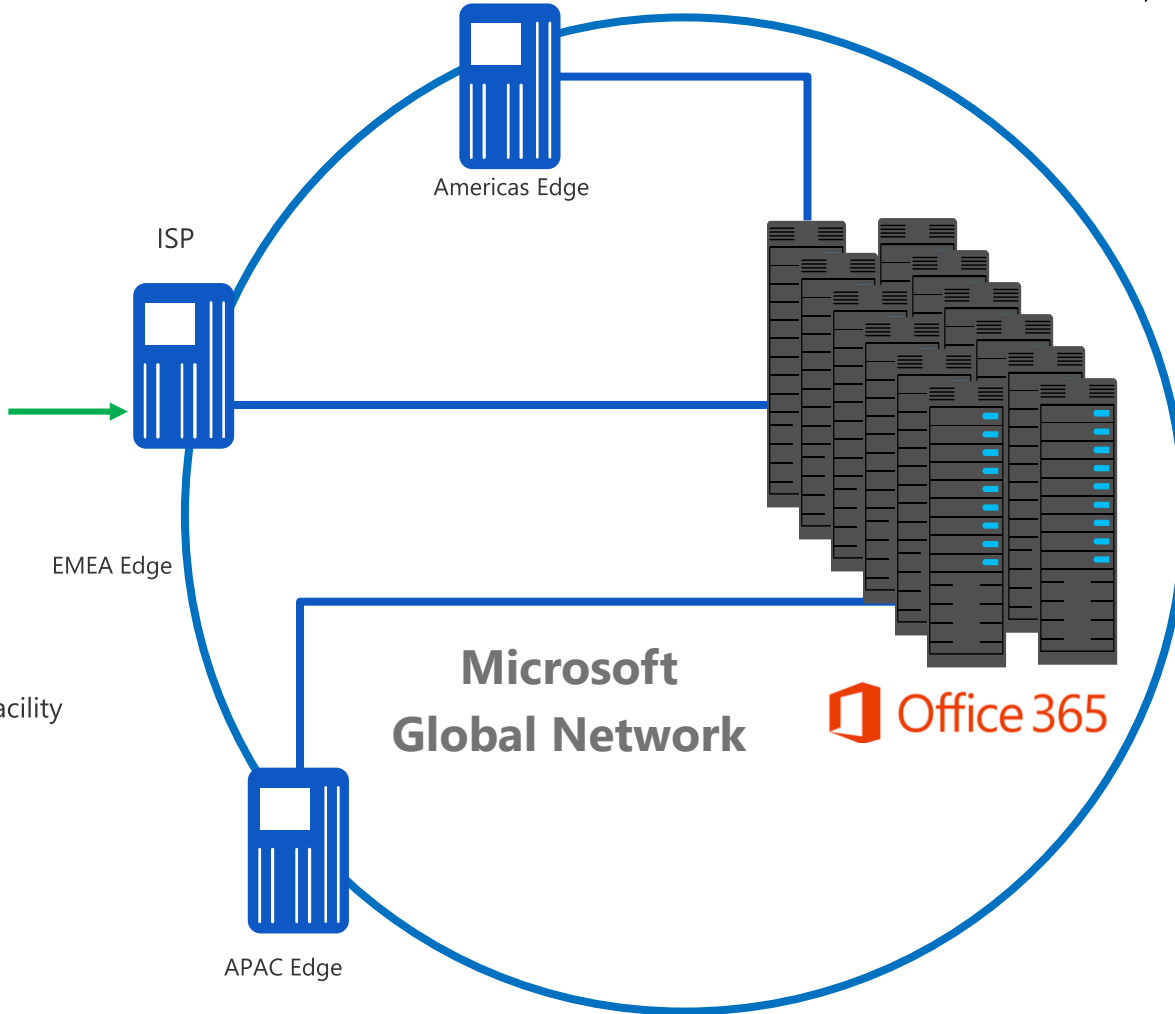 Americas Edge
ISP
EMEA Edge
Microsoft
Global Network
acility
Office 365
APAC Edge